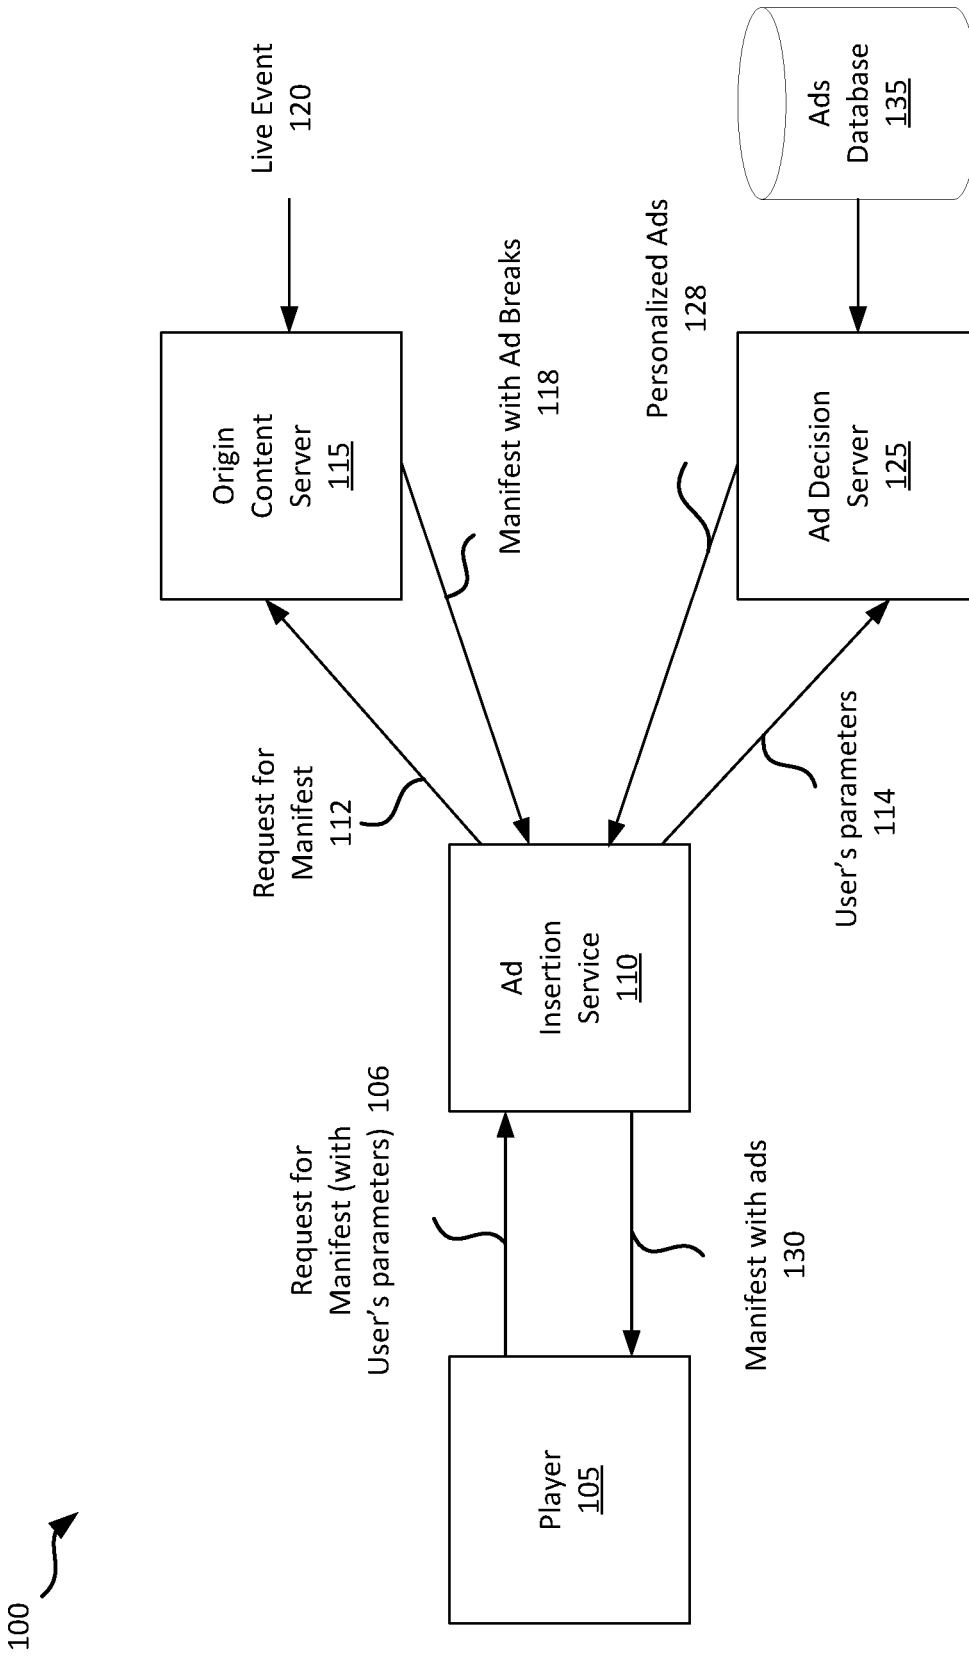 100
Player
105
Request for
Manifest (with
User's parameters) 106
Manifest with ads
130
Ad
Insertion
Service
110
Request for
Manifest
112
Manifest with Ad Breaks
118
Origin
Content
Server
115
Live Event
120
User's parameters
114
Personalized Ads
128
Ad Decision
Server
125
Ads
Database
135